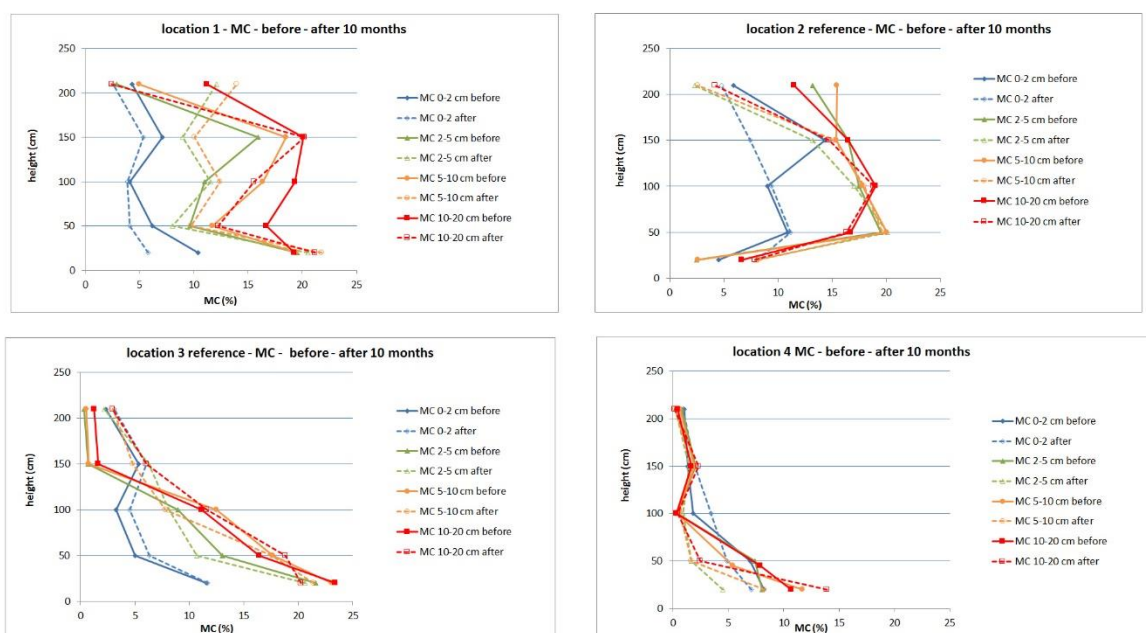 location 1 - MC - before - after 10 months
250
200
150
100
50
0
height (cm)
0 5 10 15 20 25
MC (%)
MC 0-2 cm before
MC 0-2 after
MC 2-5 cm before
MC 2-5 cm after
MC 5-10 cm before
MC 5-10 cm after
MC 10-20 cm before
MC 10-20 cm after
location 2 reference - MC - before - after 10 months
250
200
150
100
50
0
height (cm)
0 5 10 15 20 25
MC (%)
MC 0-2 cm before
MC 0-2 after
MC 2-5 cm before
MC 2-5 cm after
MC 5-10 cm before
MC 5-10 cm after
MC 10-20 cm before
MC 10-20 cm after
location 3 reference - MC - before - after 10 months
250
200
150
100
50
0
height (cm)
0 5 10 15 20 25
MC (%)
MC 0-2 cm before
MC 0-2 after
MC 2-5 cm before
MC 2-5 cm after
MC 5-10 cm before
MC 5-10 cm after
MC 10-20 cm before
MC 10-20 cm after
location 4 MC - before - after 10 months
250
200
150
100
50
0
height (cm)
0 5 10 15 20 25
MC (%)
MC 0-2 cm before
MC 0-2 after
MC 2-5 cm before
MC 2-5 cm after
MC 5-10 cm before
MC 5-10 cm after
MC 10-20 cm before
MC 10-20 cm after